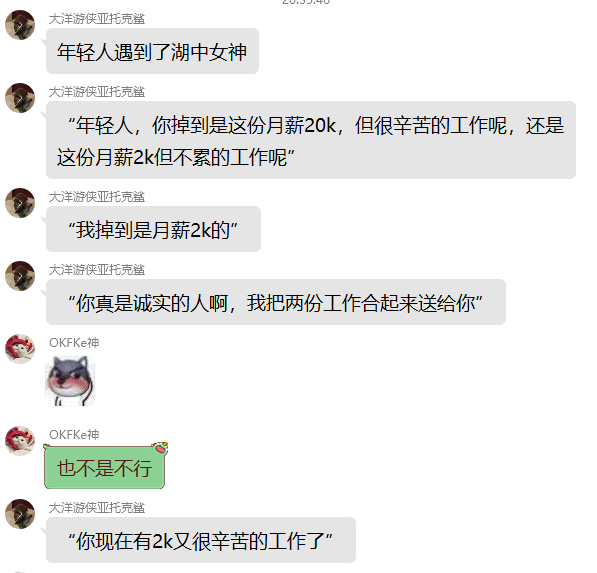 大洋游侠亚托克鲨
年轻人遇到了湖中女神
大洋游侠亚托克鲨
“年轻人，你掉到是这份月薪20k，但很辛苦的工作呢，还是
这份月薪2k但不累的工作呢”
大洋游侠亚托克鲨
“我掉到是月薪2k的”
大洋游侠亚托克鲨
“你真是诚实的人啊，我把两份工作合起来送给你”
OKFKe神
OKFKe神
也不是不行
大洋游侠亚托克鲨
“你现在有2k又很辛苦的工作了”